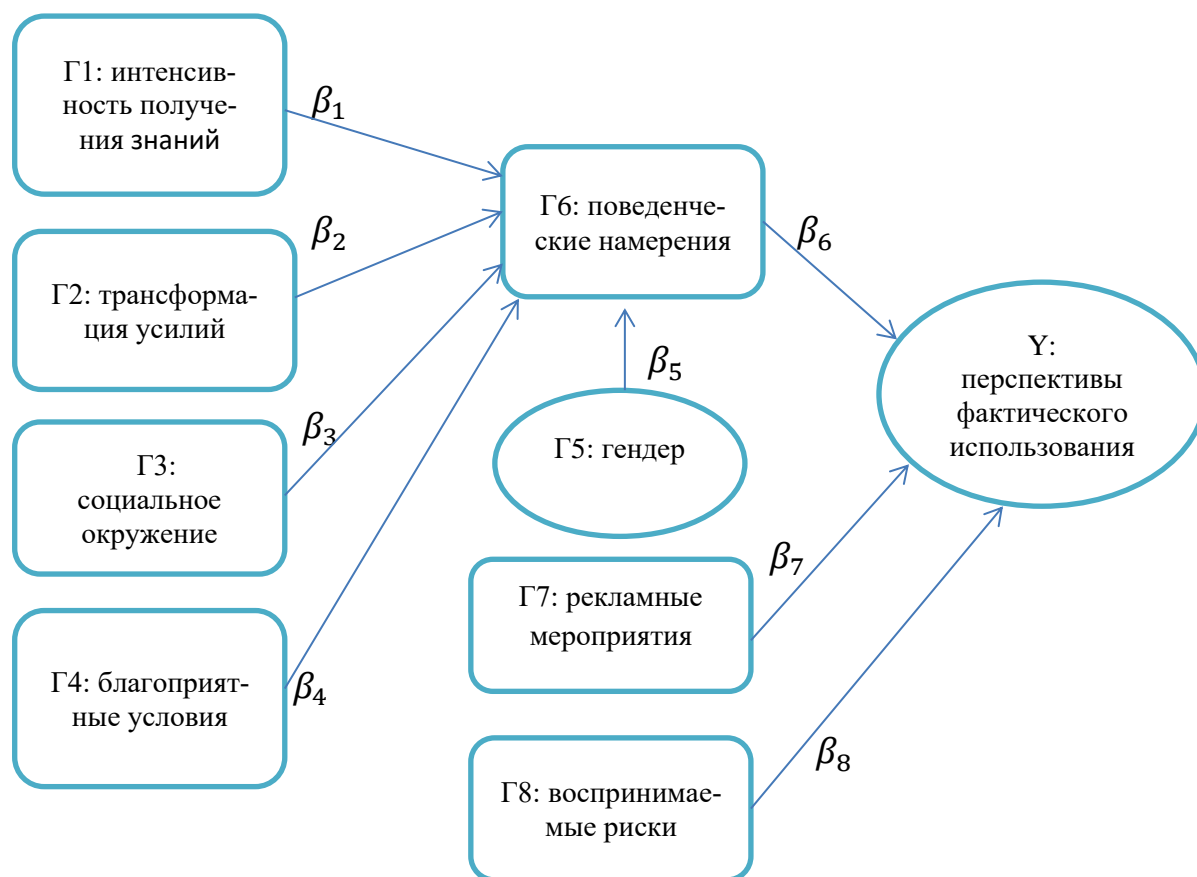 Г1: интенсив-
ность получе-
ния знаний
β₁
Г2: трансформа-
ция усилий
β₂
Г3:
социальное
окружение
β₃
Г4: благоприят-
ные условия
β₄
Г6: поведенче-
ские намерения
β₆
Г5: гендер
β₅
Г7: рекламные
мероприятия
β₇
Г8: воспринимае-
мые риски
β₈
Y:
перспективы
фактического
использования